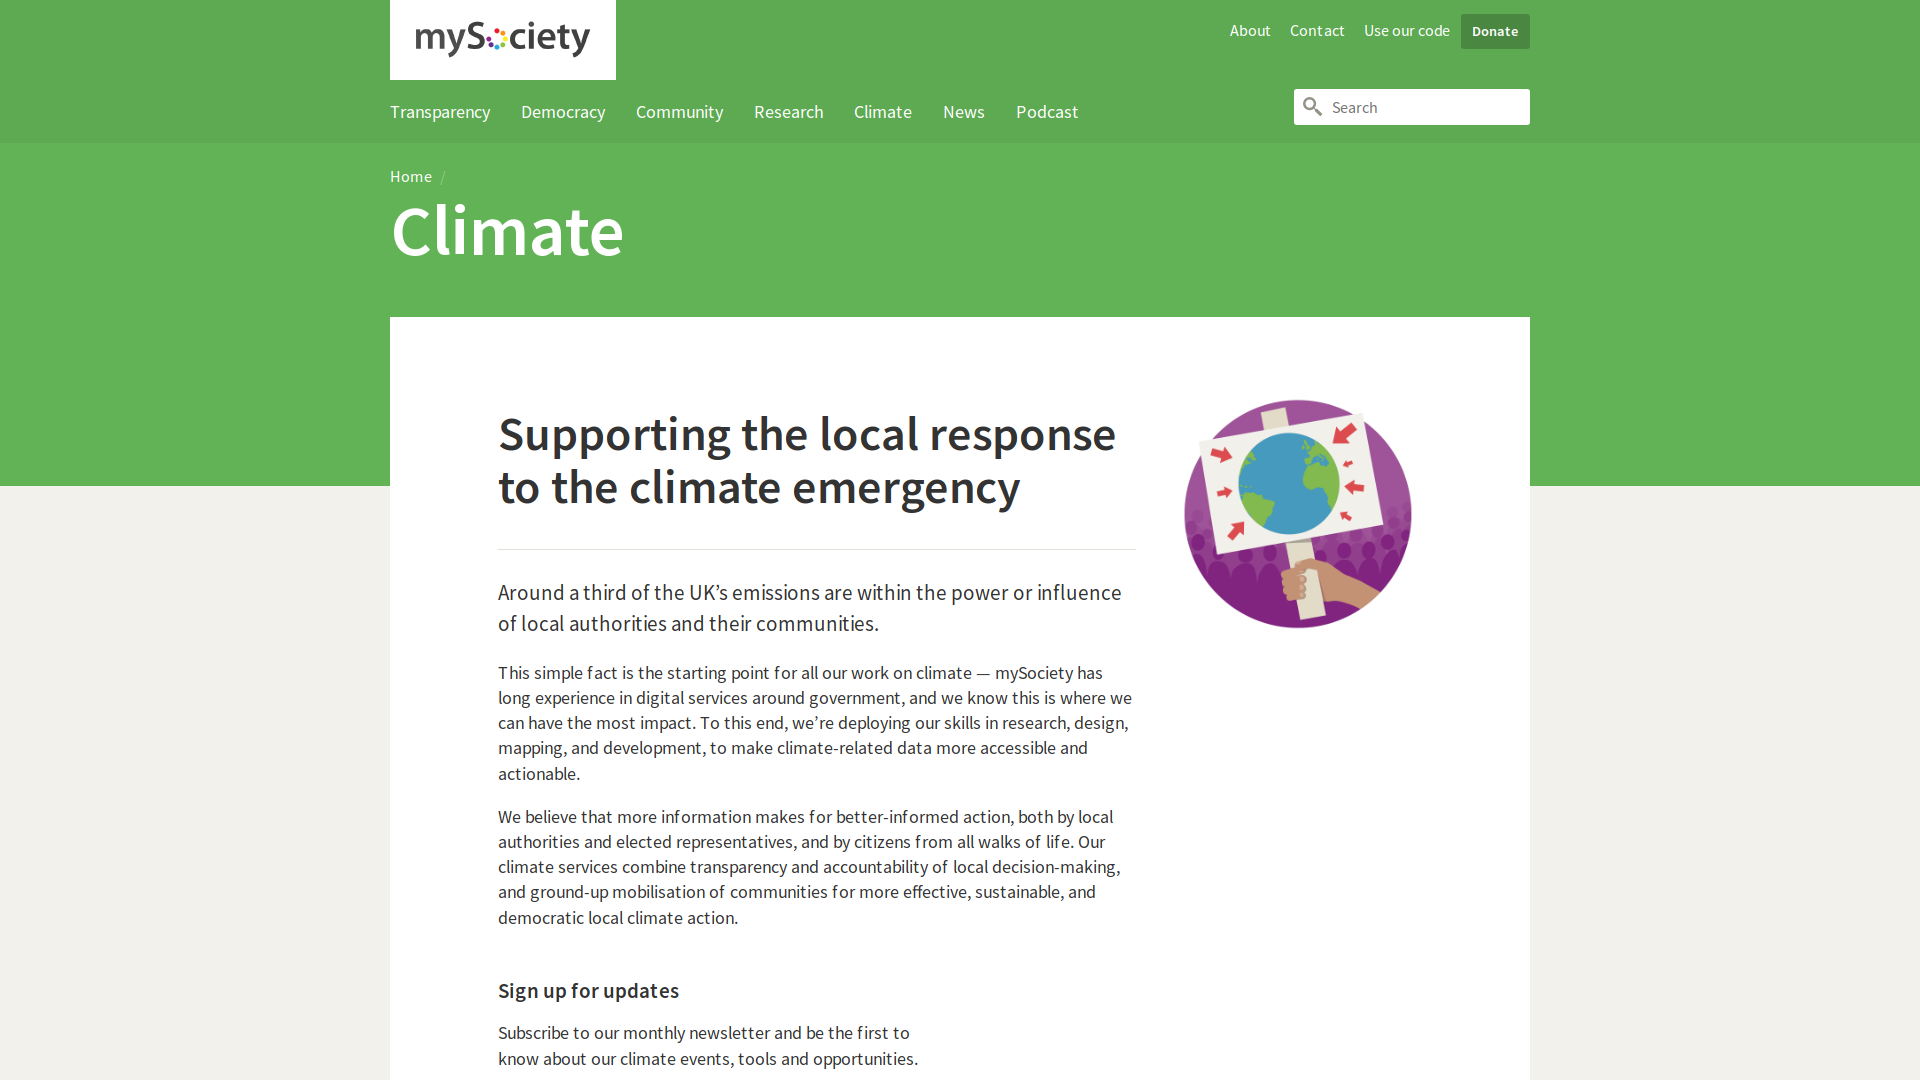 mySociety
About Contact Use our code Donate
Transparency Democracy Community Research Climate News Podcast Search
Home /
Climate
Supporting the local response
to the climate emergency
Around a third of the UK’s emissions are within the power or influence
of local authorities and their communities.
This simple fact is the starting point for all our work on climate — mySociety has
long experience in digital services around government, and we know this is where we
can have the most impact. To this end, we’re deploying our skills in research, design,
mapping, and development, to make climate-related data more accessible and
actionable.
We believe that more information makes for better-informed action, both by local
authorities and elected representatives, and by citizens from all walks of life. Our
climate services combine transparency and accountability of local decision-making,
and ground-up mobilisation of communities for more effective, sustainable, and
democratic local climate action.
Sign up for updates
Subscribe to our monthly newsletter and be the first to
know about our climate events, tools and opportunities.